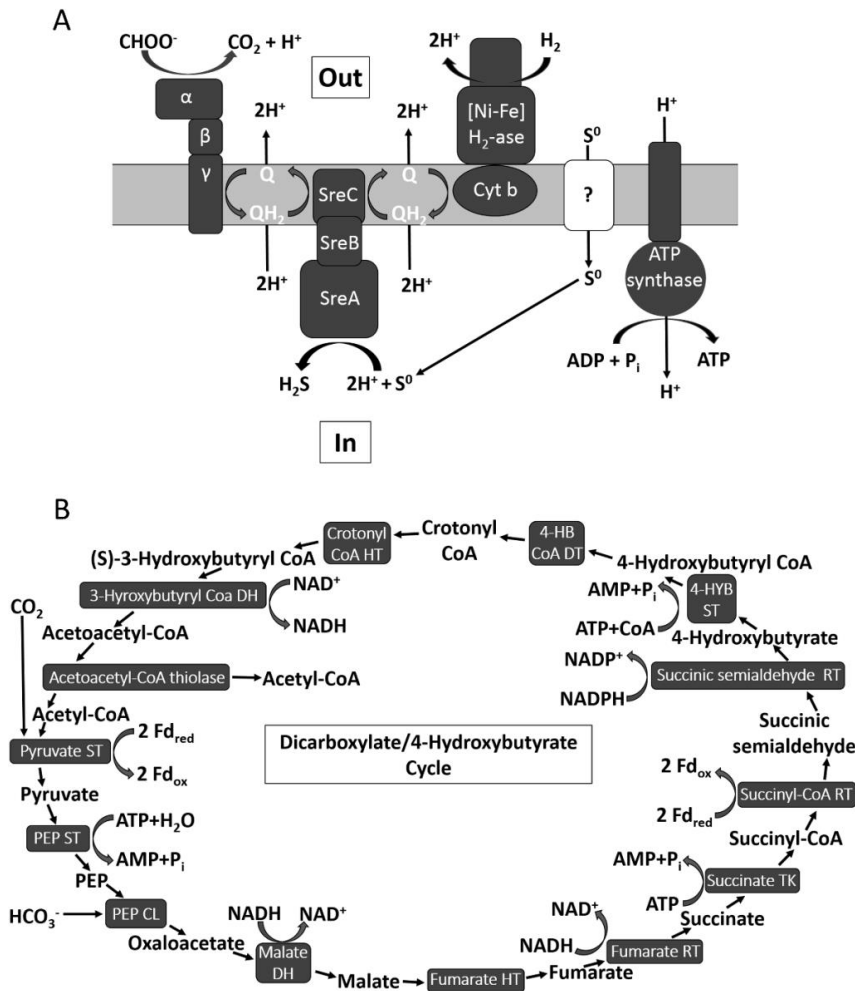 A
CHOO⁻
CO₂ + H⁺
Out
2H⁺
H₂
α
β
γ
2H⁺
2H⁺
[Ni-Fe]
H₂-ase
S⁰
H⁺
Q
Q
SreC
Cyt b
?
QH₂
QH₂
SreB
2H⁺
2H⁺
SreA
S⁰
ATP
synthase
H₂S
2H⁺ + S⁰
ADP + Pᵢ
ATP
H⁺
In
B
(S)-3-Hydroxybutyryl CoA
Crotonyl
CoA HT
Crotonyl
CoA
4-HB
CoA DT
4-Hydroxybutyryl CoA
3-Hyroxybutyryl Coa DH
NAD⁺
NADH
AMP+Pᵢ
ATP+CoA
4-HYB
ST
4-Hydroxybutyrate
CO₂
Acetoacetyl-CoA
Acetoacetyl-CoA thiolase
Acetyl-CoA
NADP⁺
NADPH
Succinic semialdehyde RT
Acetyl-CoA
Pyruvate ST
2 Fdred
2 Fdox
Dicarboxylate/4-Hydroxybutyrate
Cycle
Succinic
semialdehyde
Pyruvate
2 Fdox
2 Fdred
Succinyl-CoA RT
PEP ST
ATP+H₂O
AMP+Pᵢ
Succinyl-CoA
PEP
AMP+Pᵢ
ATP
Succinate TK
HCO₃⁻
PEP CL
Succinate
Oxaloacetate
NADH
NAD⁺
NAD⁺
NADH
Fumarate RT
Malate
DH
Malate
Fumarate HT
Fumarate